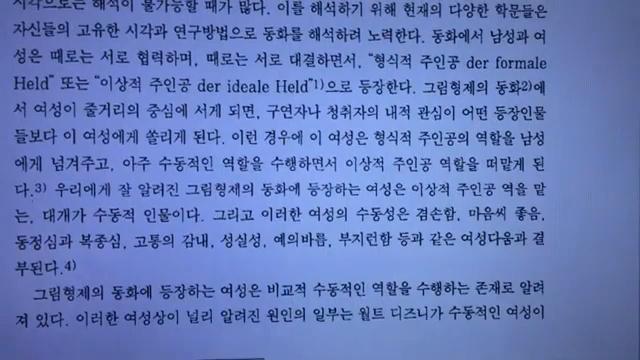 시각으로는 해석이 불가능할 때가 많다. 이를 해석하기 위해 현재의 다양한 학문들은
자신들의 고유한 시각과 연구방법으로 동화를 해석하려 노력한다. 동화에서 남성과 여
성은 때로는 서로 협력하며, 때로는 서로 대결하면서, “형식적 주인공 der formale
Held” 또는 “이상적 주인공 der ideale Held”1)으로 등장한다. 그림형제의 동화2)에
서 여성이 줄거리의 중심에 서게 되면, 구연자나 청취자의 내적 관심이 어떤 등장인물
들보다 이 여성에게 쏠리게 된다. 이런 경우에 이 여성은 형식적 주인공의 역할을 남성
에게 넘겨주고, 아주 수동적인 역할을 수행하면서 이상적 주인공 역할을 떠맡게 된
다.3) 우리에게 잘 알려진 그림형제의 동화에 등장하는 여성은 이상적 주인공 역을 맡
는, 대개가 수동적 인물이다. 그리고 이러한 여성의 수동성은 겸손함, 마음씨 좋음,
동정심과 복종심, 고통의 감내, 성실성, 예의바름, 부지런함 등과 같은 여성다움과 결
부된다.4)
그림형제의 동화에 등장하는 여성은 비교적 수동적인 역할을 수행하는 존재로 알려
져 있다. 이러한 여성상이 널리 알려진 원인의 일부는 월트 디즈니가 수동적인 여성이